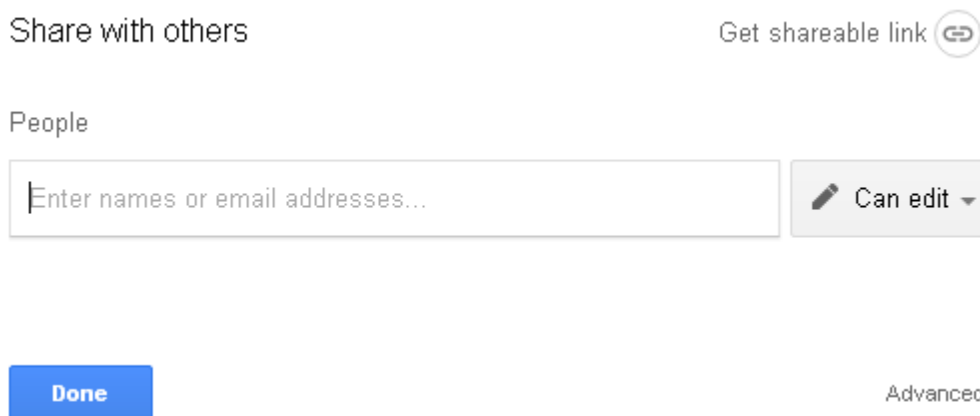 Share with others
Get shareable link
People
Enter names or email addresses...
Can edit
Done
Advanced